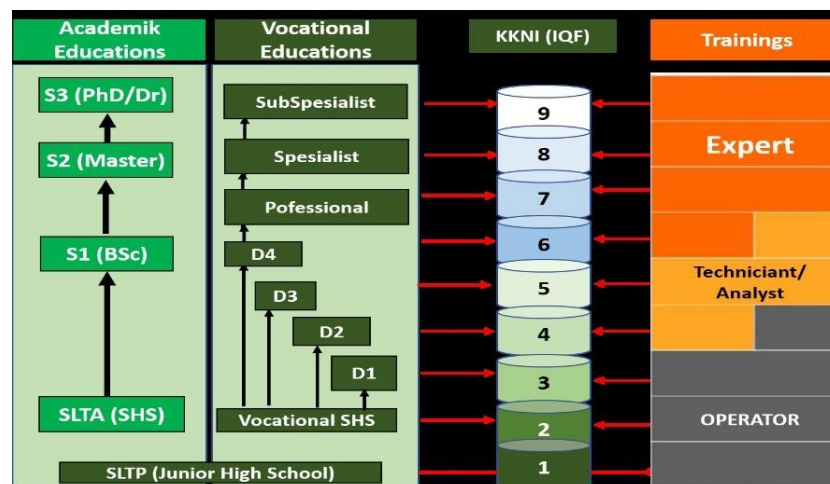 Academik
Educations
Vocational
Educations
KKNI (IQF)
Trainings
S3 (PhD/Dr)
S2 (Master)
S1 (BSc)
SLTA (SHS)
SubSpesialist
Spesialist
Pofessional
D4
D3
D2
D1
Vocational SHS
SLTP (Junior High School)
9
8
7
6
5
4
3
2
1
Expert
Techniciant/
Analyst
OPERATOR